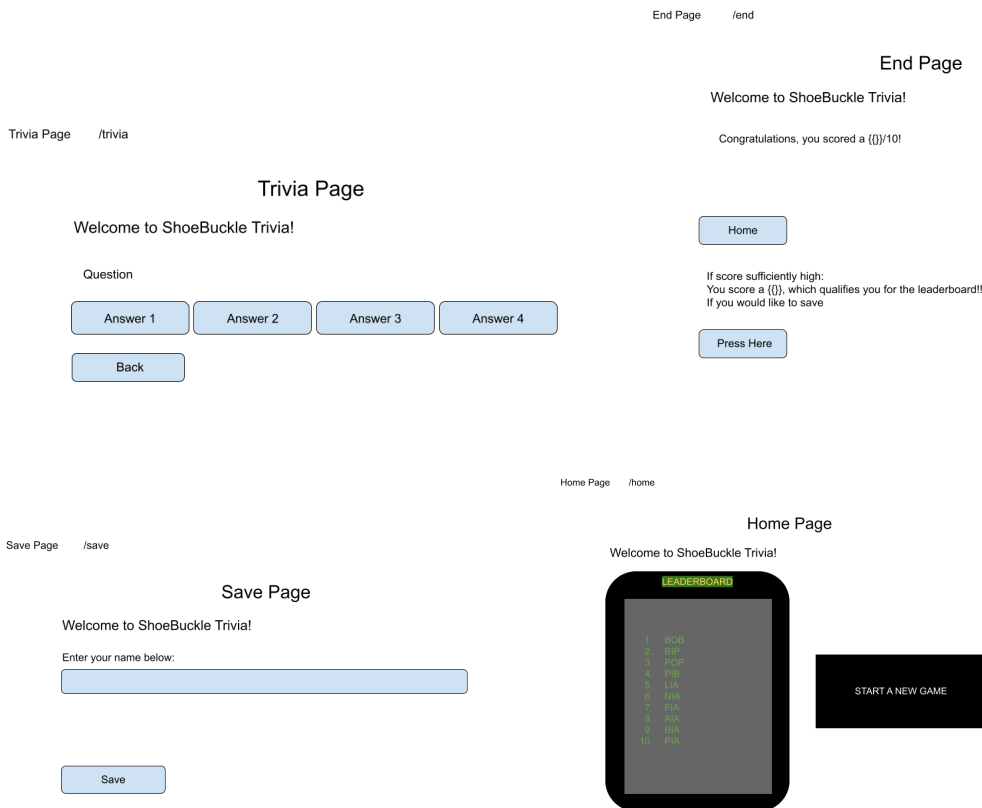 End Page /end
End Page
Welcome to ShoeBuckle Trivia!
Congratulations, you scored a {{}}/10!
Home
If score sufficiently high:
You score a {{}}, which qualifies you for the leaderboard!!
If you would like to save
Press Here
Trivia Page /trivia
Trivia Page
Welcome to ShoeBuckle Trivia!
Question
Answer 1 Answer 2 Answer 3 Answer 4
Back
Save Page /save
Save Page
Welcome to ShoeBuckle Trivia!
Enter your name below:
Save
Home Page /home
Home Page
Welcome to ShoeBuckle Trivia!
LEADERBOARD
1. BOB
2. BIP
3. POP
4. PIB
5. LIA
6. NIA
7. FIA
8. AIA
9. BIA
10. PIA
START A NEW GAME